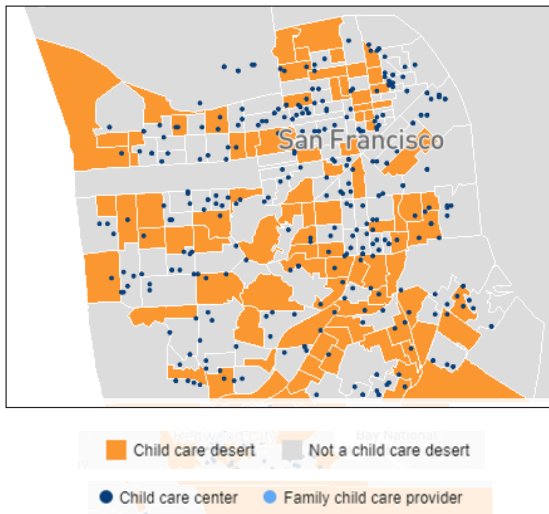 San Francisco
Child care desert Not a child care desert
Child care center Family child care provider